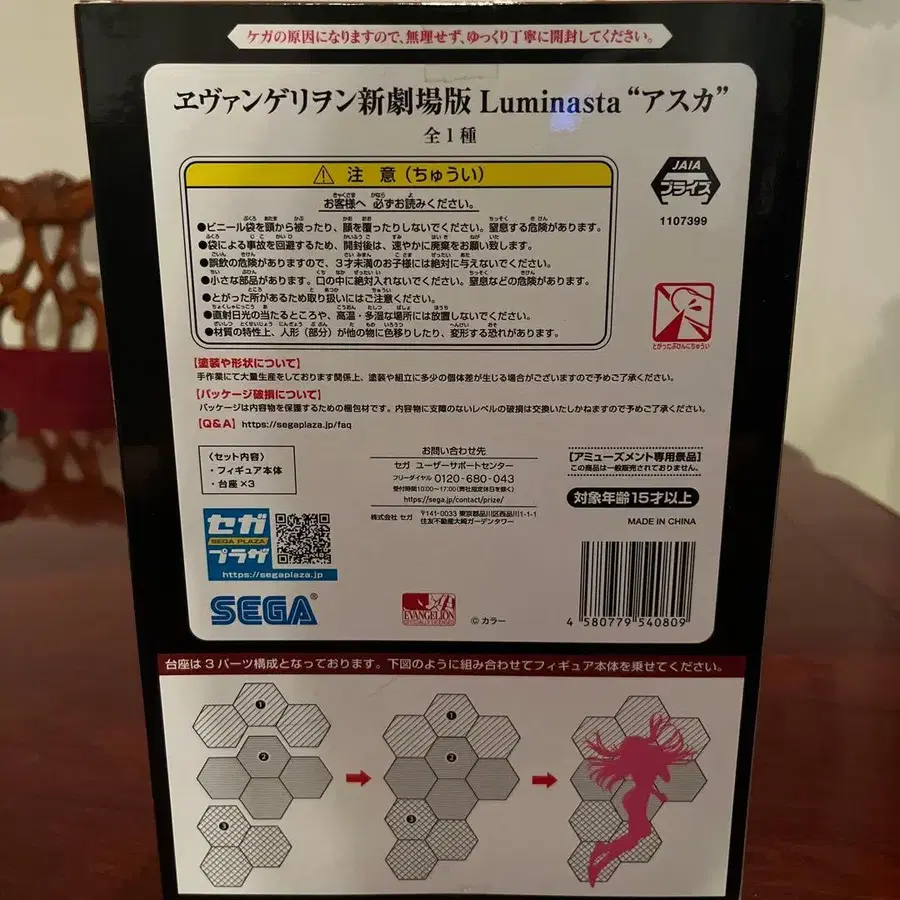 ケガの原因になりますので、無理せず、ゆっくり丁寧に開封してください。
ヱヴァンゲリヲン新劇場版 Luminasta “アスカ”
全1種
⚠ 注 意 (ちゅうい)
お客様へ 必ずお読みください。
●ビニール袋を頭から被ったり、顔を覆ったりしないでください。窒息する危険があります。
●袋による事故を回避するため、開封後は、速やかに廃棄をお願い致します。
●誤飲の危険がありますので、3才未満のお子様には絶対に与えないでください。
●小さな部品があります。口の中に絶対入れないでください。窒息などの危険があります。
●とがった所があるため取り扱いにはご注意ください。
●直射日光の当たるところや、高温・多湿な場所には放置しないでください。
●材質の特性上、人形(部分)が他の物に色移りしたり、変形する恐れがあります。
JAIA
プライズ
1107399
とがったぶひんにちゅうい
【塗装や形状について】
手作業にて大量生産をしております関係上、塗装や組立に多少の個体差が生じる場合がございますので予めご了承ください。
【パッケージ破損について】
パッケージは内容物を保護するための梱包材です。内容物に支障のないレベルの破損は交換いたしかねますので予めご了承ください。
【Q&A】https://segaplaza.jp/faq
〈セット内容〉
・フィギュア本体
・台座×3
お問い合わせ先
セガ ユーザーサポートセンター
フリーダイヤル 0120-680-043
受付時間10:00~17:00(弊社指定休日を除く)
https://sega.jp/contact/prize/
株式会社 セガ
〒141-0033 東京都品川区西品川1-1-1
住友不動産大崎ガーデンタワー
【アミューズメント専用景品】
この商品は一般販売されておりません。
対象年齢15才以上
MADE IN CHINA
セガ
SEGA PLAZA
プラザ
https://segaplaza.jp
SEGA®
EVANGELION
OFFICIALLY LICENSED
© カラー
4 580779 540809
台座は3パーツ構成となっております。下図のように組み合わせてフィギュア本体を乗せてください。
1
2
3
1
2
3